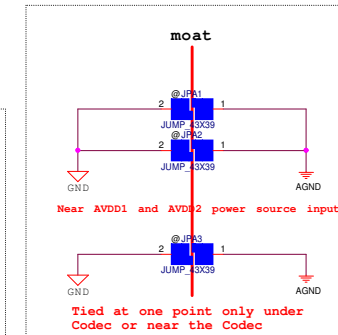 moat
@JPA1
2 1
JUMP_43X39
@JPA2
2 1
JUMP_43X39
GND AGND
Near AVDD1 and AVDD2 power source input
@JPA3
2 1
JUMP_43X39
GND AGND
Tied at one point only under
Codec or near the Codec